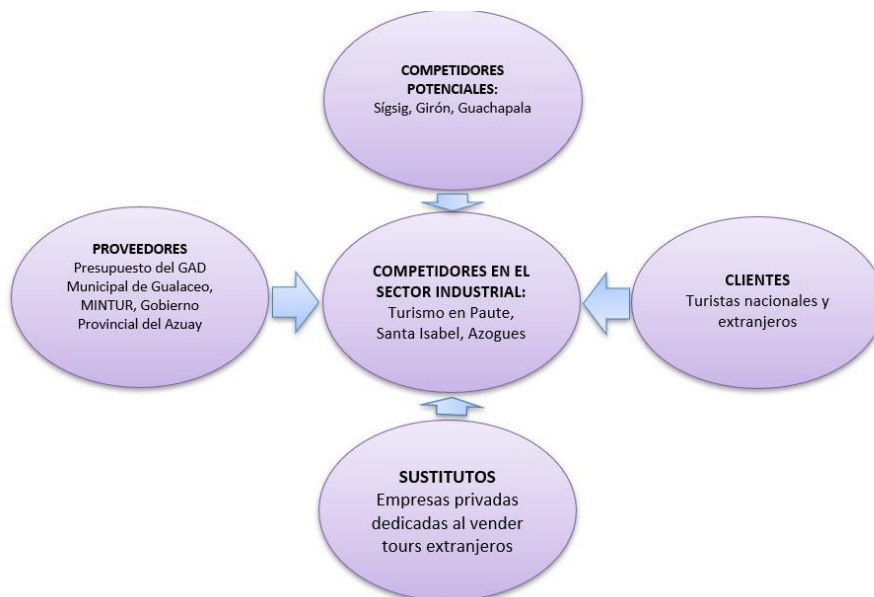 COMPETIDORES
POTENCIALES:
Sígsig, Girón, Guachapala
PROVEEDORES
Presupuesto del GAD
Municipal de Gualaceo,
MINTUR, Gobierno
Provincial del Azuay
COMPETIDORES EN EL
SECTOR INDUSTRIAL:
Turismo en Paute,
Santa Isabel, Azogues
CLIENTES
Turistas nacionales y
extranjeros
SUSTITUTOS
Empresas privadas
dedicadas al vender
tours extranjeros